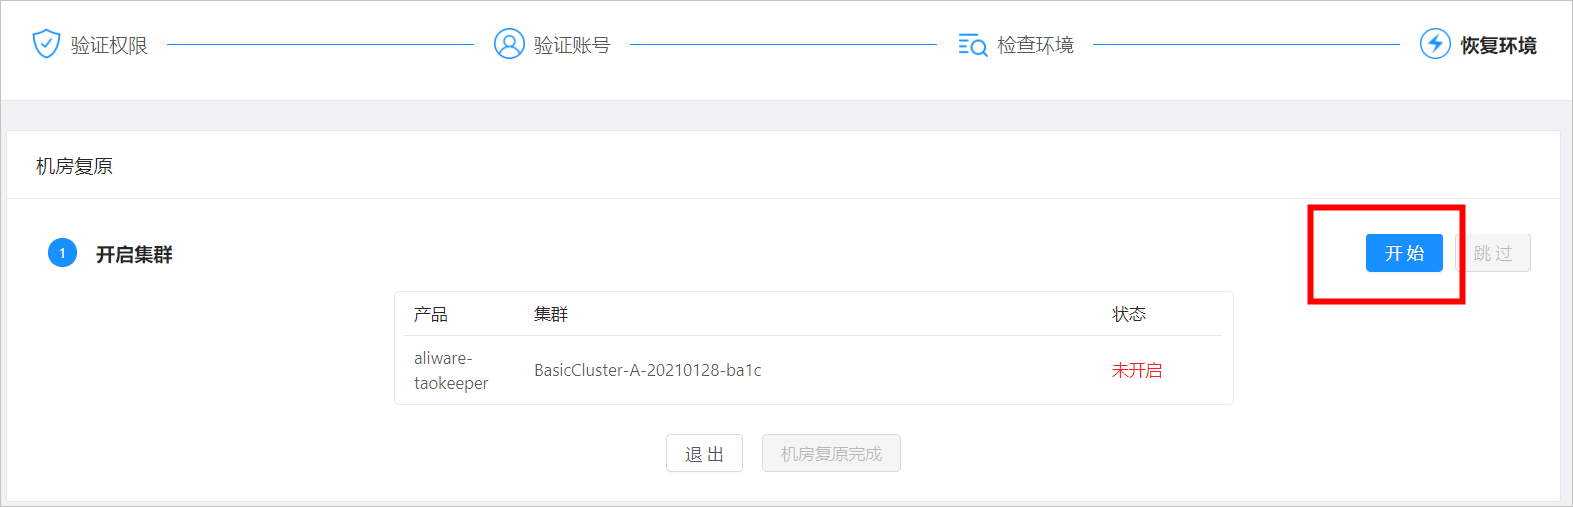 验证权限 验证账号 检查环境 恢复环境
机房复原
1 开启集群 开始 跳过
产品 集群 状态
aliware-
taokeeper BasicCluster-A-20210128-ba1c 未开启
退出 机房复原完成